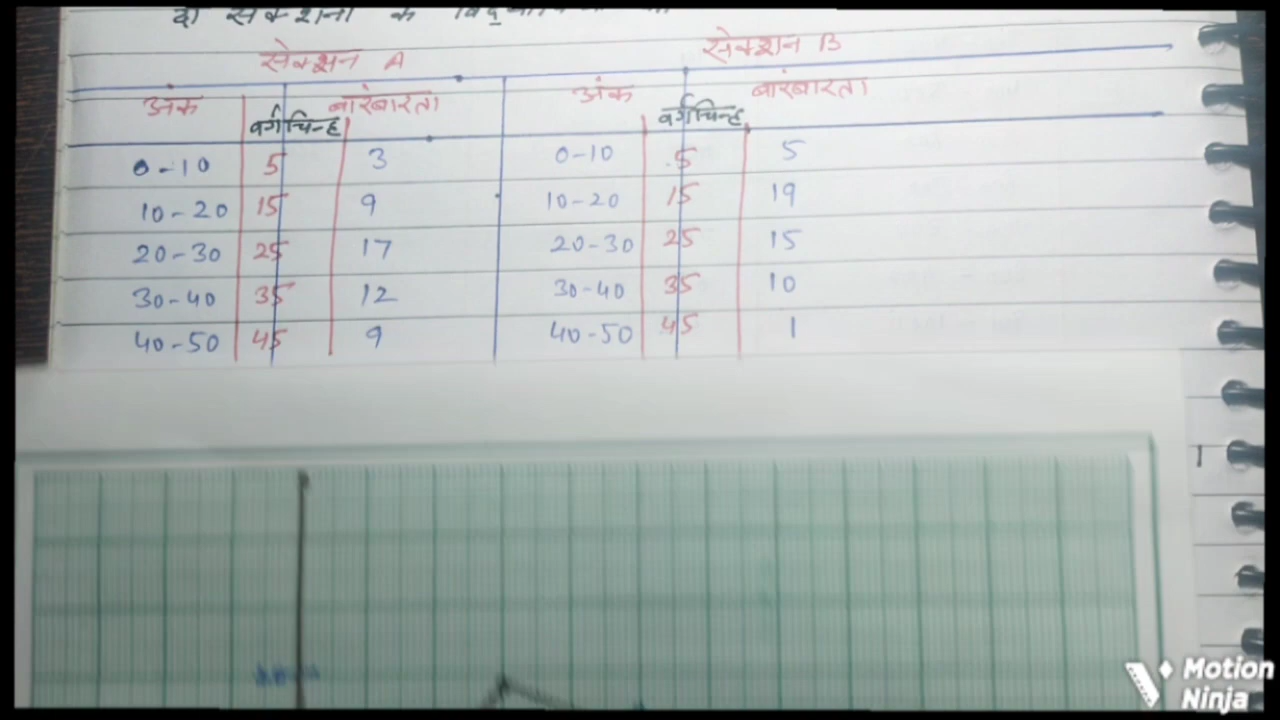 दो सेक्शनों के
सेक्शन A सेक्शन B
अंक वर्गचिन्ह बारंबारता अंक वर्गचिन्ह बारंबारता
0-10 5 3 0-10 5 5
10-20 15 9 10-20 15 19
20-30 25 17 20-30 25 15
30-40 35 12 30-40 35 10
40-50 45 9 40-50 45 1
Motion
Ninja